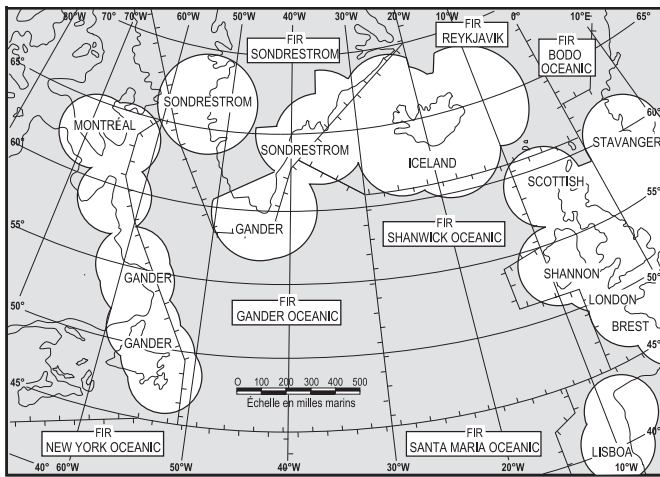 80°W 70°W 60°W 50°W 40°W 30°W 20°W 10°W 0° 10°E
65°
FIR
SONDRESTROM
FIR
REYKJAVIK
FIR
BODO
OCEANIC
65°
SONDRESTROM
MONTRÉAL
60°
60°
STAVANGER
SONDRESTROM
ICELAND
SCOTTISH
55°
55°
GANDER
FIR
SHANWICK OCEANIC
50°
50°
GANDER
SHANNON
LONDON
BREST
FIR
GANDER OCEANIC
45°
45°
GANDER
0 100 200 300 400 500
Échelle en milles marins
FIR
NEW YORK OCEANIC
FIR
SANTA MARIA OCEANIC
40°
LISBOA
40° 60°W 50°W 40°W 30°W 20°W 10°W